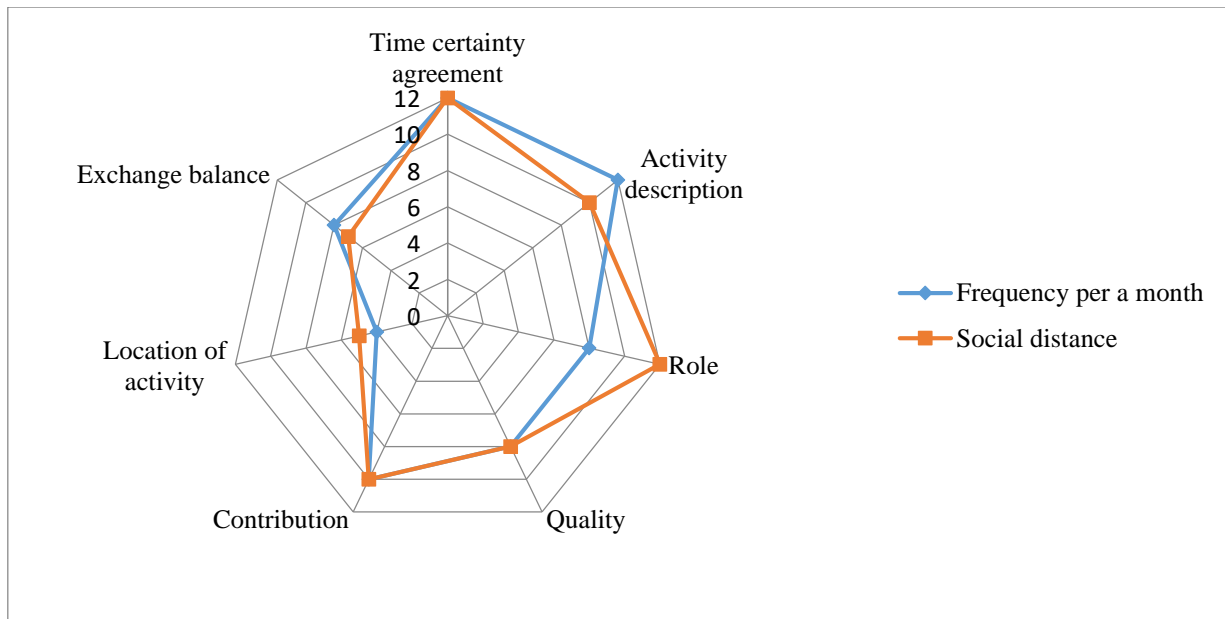 Time certainty
agreement
12
10
8
6
4
2
0
Activity
description
Role
Quality
Contribution
Location of
activity
Exchange balance
Frequency per a month
Social distance